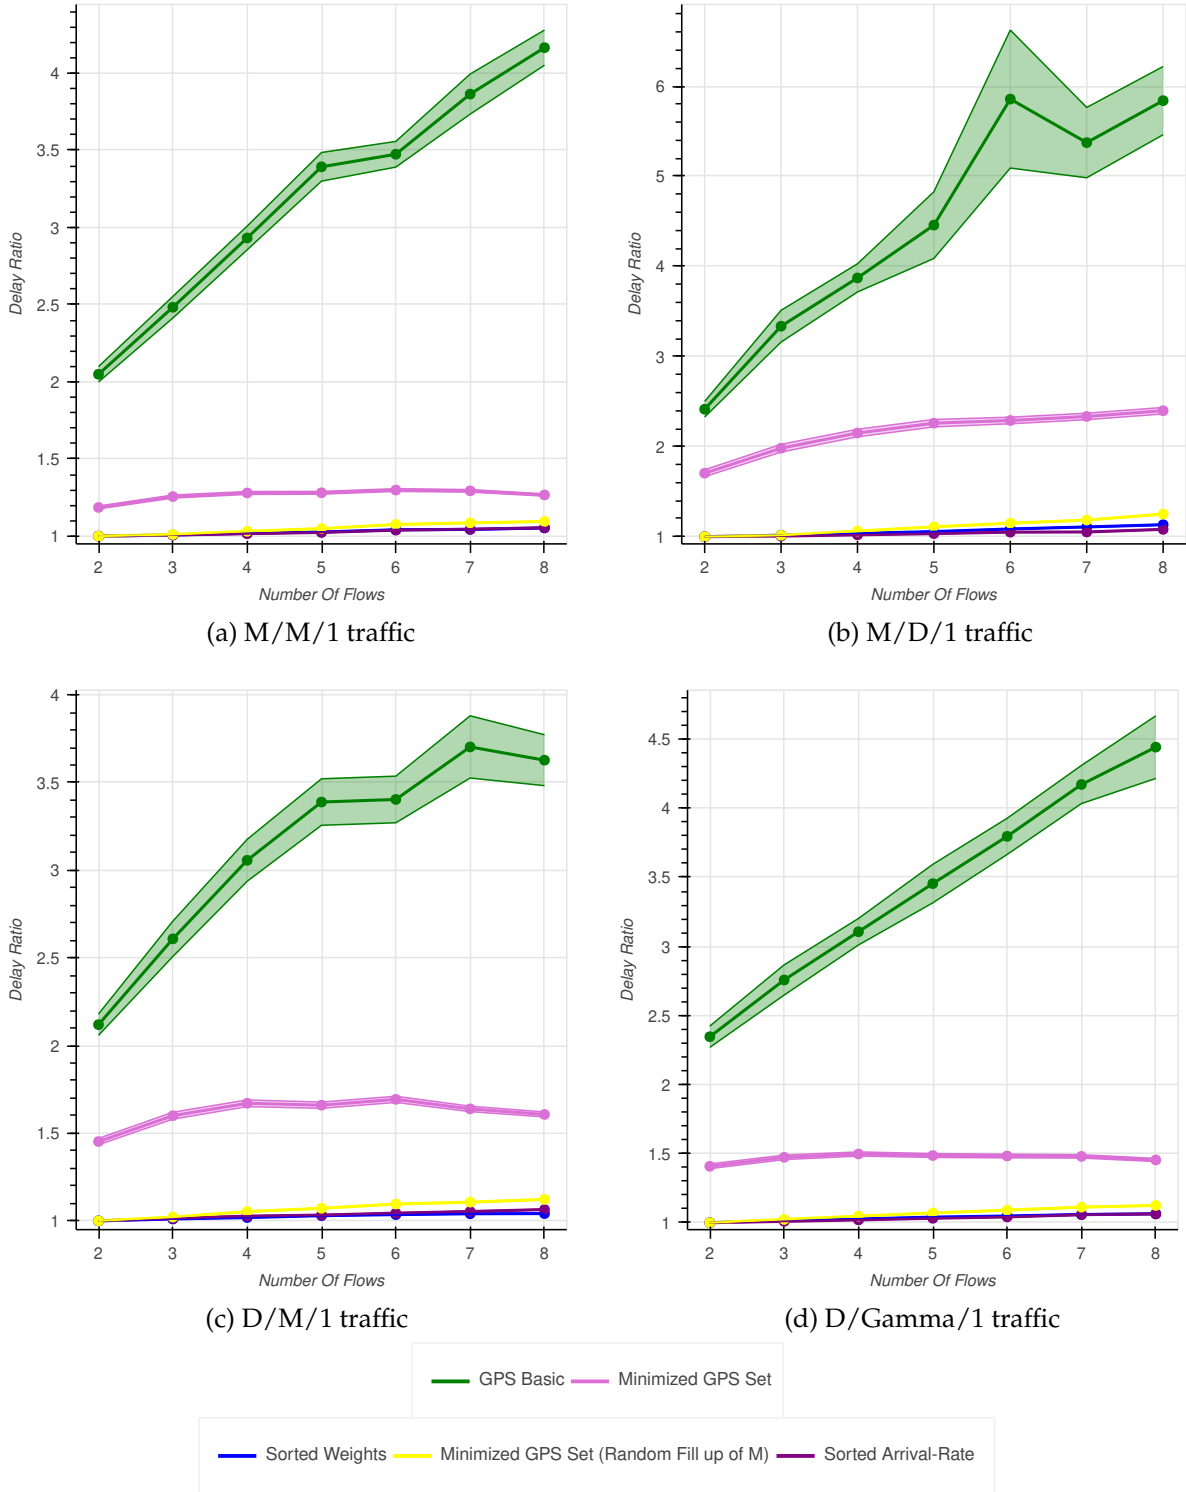 4
3.5
3
2.5
2
1.5
1
Delay Ratio
2 3 4 5 6 7 8
Number Of Flows
(a) M/M/1 traffic
6
5
4
3
2
1
Delay Ratio
2 3 4 5 6 7 8
Number Of Flows
(b) M/D/1 traffic
4
3.5
3
2.5
2
1.5
1
Delay Ratio
2 3 4 5 6 7 8
Number Of Flows
(c) D/M/1 traffic
4.5
4
3.5
3
2.5
2
1.5
1
Delay Ratio
2 3 4 5 6 7 8
Number Of Flows
(d) D/Gamma/1 traffic
GPS Basic Minimized GPS Set
Sorted Weights Minimized GPS Set (Random Fill up of M) Sorted Arrival-Rate